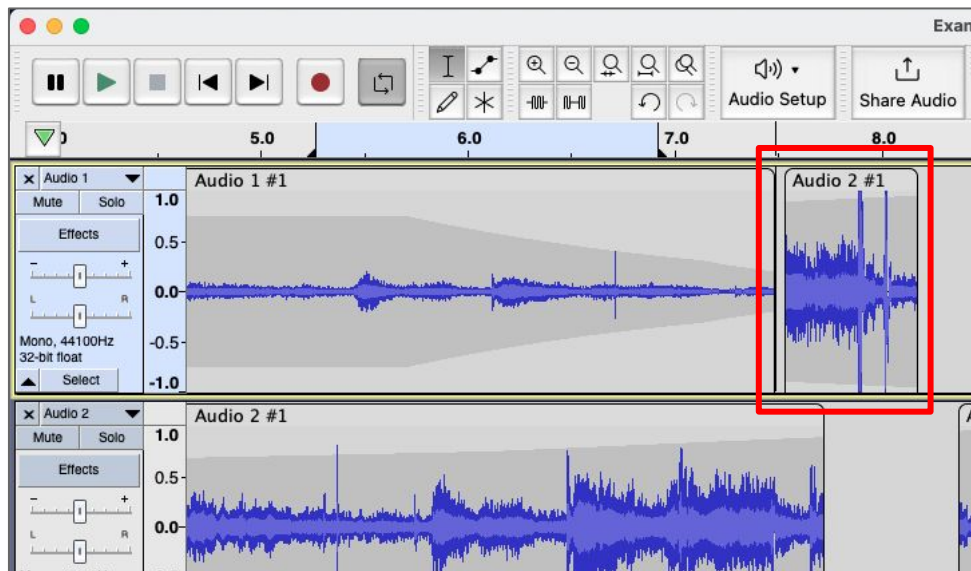 Exam
Audio Setup
Share Audio
5.0 6.0 7.0 8.0
Audio 1
Audio 1 #1
Audio 2 #1
Mute Solo
1.0
Effects
0.5
- +
0.0
L R
Mono, 44100Hz
-0.5
32-bit float
Select
-1.0
Audio 2
Audio 2 #1
Mute Solo
1.0
Effects
0.5
- +
0.0
L R